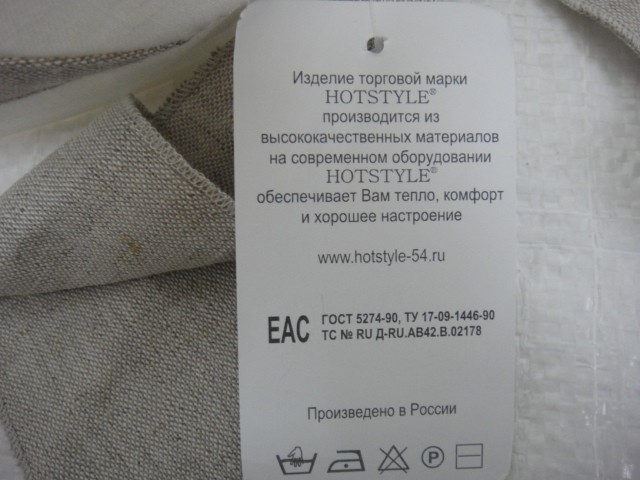 Изделие торговой марки
HOTSTYLE®
производится из
высококачественных материалов
на современном оборудовании
HOTSTYLE®
обеспечивает Вам тепло, комфорт
и хорошее настроение
www.hotstyle-54.ru
EAC ГОСТ 5274-90, ТУ 17-09-1446-90
ТС № RU Д-RU.АВ42.В.02178
Произведено в России
P